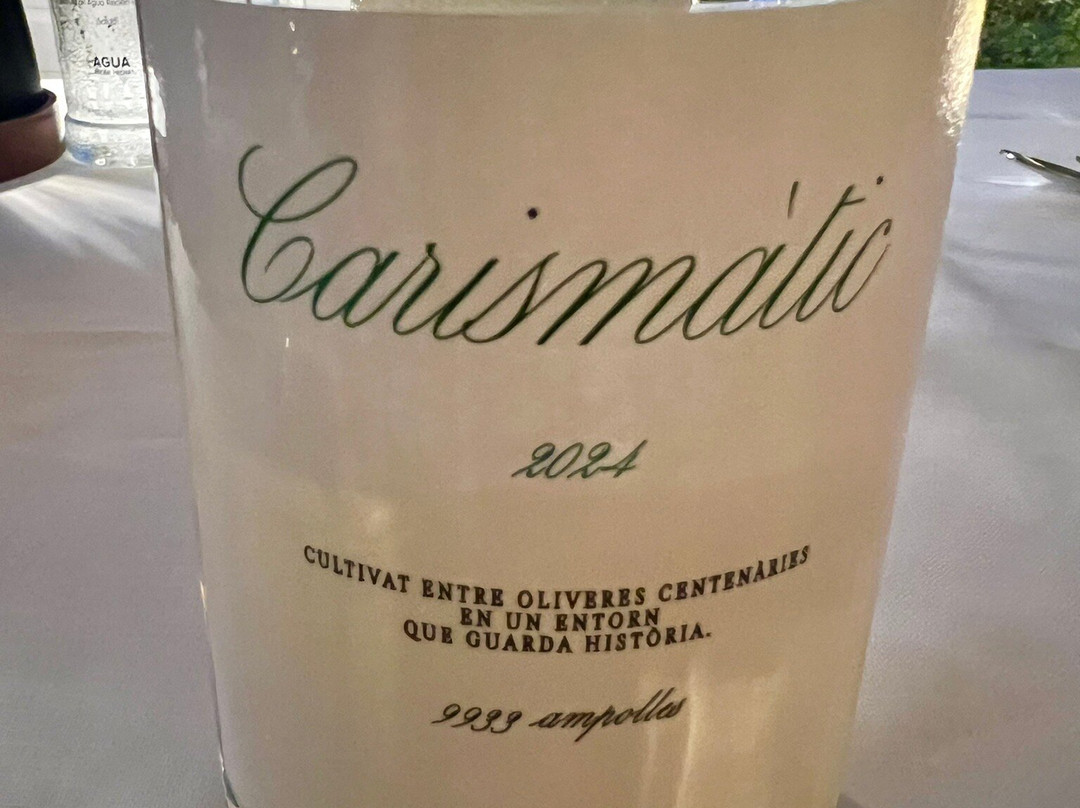 AGUA
Carismàtic
2024
CULTIVAT ENTRE OLIVERES CENTENÀRIES
EN UN ENTORN
QUE GUARDA HISTÒRIA.
9933 ampolles